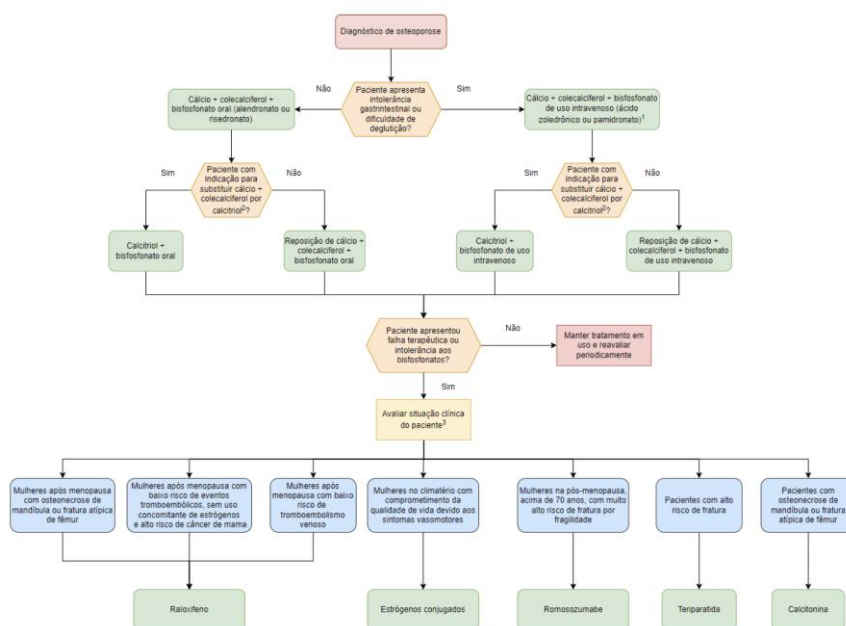 Diagnóstico de osteoporose
Não
Paciente apresenta
intolerância
gastrintestinal ou
dificuldade de
deglutição?
Sim
Cálcio + colecalciferol +
bisfosfonato oral (alendronato ou
risedronato)
Cálcio + colecalciferol + bisfosfonato
de uso intravenoso (ácido
zoledrônico ou pamidronato)¹
Sim
Paciente com
indicação para
substituir cálcio +
colecalciferol por
calcitriol²?
Não
Sim
Paciente com
indicação para
substituir cálcio +
colecalciferol por
calcitriol²?
Não
Calcitriol +
bisfosfonato oral
Reposição de cálcio +
colecalciferol +
bisfosfonato oral
Calcitriol +
bisfosfonato de uso
intravenoso
Reposição de cálcio +
colecalciferol + bisfosfonato
de uso intravenoso
Paciente apresentou
falha terapêutica ou
intolerância aos
bisfosfonatos?
Não
Manter tratamento em
uso e reavaliar
periodicamente
Sim
Avaliar situação clínica
do paciente³
Mulheres após menopausa
com osteonecrose de
mandíbula ou fratura atípica
de fêmur
Mulheres após menopausa com
baixo risco de eventos
tromboembólicos, sem uso
concomitante de estrógenos
e alto risco de câncer de mama
Mulheres após
menopausa com baixo
risco de
tromboembolismo
venoso
Mulheres no climatério com
comprometimento da
qualidade de vida devido aos
sintomas vasomotores
Mulheres na pós-menopausa,
acima de 70 anos, com muito
alto risco de fratura por
fragilidade
Pacientes com alto
risco de fratura
Pacientes com
osteonecrose de
mandíbula ou fratura
atípica de fêmur
Raloxifeno
Estrógenos conjugados
Romosozumabe
Teriparatida
Calcitonina